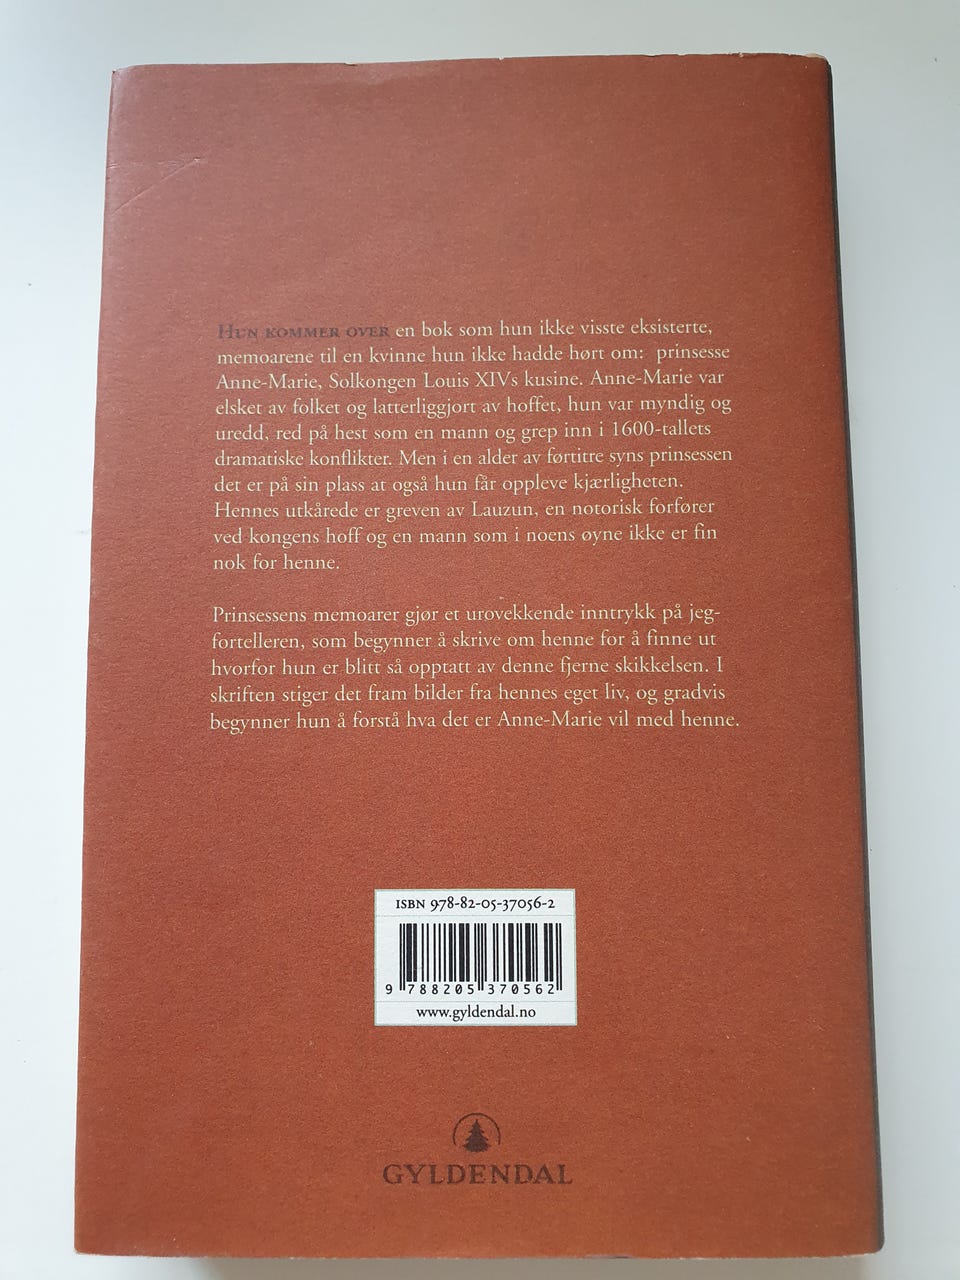 HUN KOMMER OVER en bok som hun ikke visste eksisterte,
memoarene til en kvinne hun ikke hadde hørt om: prinsesse
Anne-Marie, Solkongen Louis XIVs kusine. Anne-Marie var
elsket av folket og latterliggjort av hoffet, hun var myndig og
uredd, red på hest som en mann og grep inn i 1600-tallets
dramatiske konflikter. Men i en alder av førtitre syns prinsessen
det er på sin plass at også hun får oppleve kjærligheten.
Hennes utkårede er greven av Lauzun, en notorisk forfører
ved kongens hoff og en mann som i noens øyne ikke er fin
nok for henne.
Prinsessens memoarer gjør et urovekkende inntrykk på jeg-
fortelleren, som begynner å skrive om henne for å finne ut
hvorfor hun er blitt så opptatt av denne fjerne skikkelsen. I
skriften stiger det fram bilder fra hennes eget liv, og gradvis
begynner hun å forstå hva det er Anne-Marie vil med henne.
ISBN 978-82-05-37056-2
9 788205 370562
www.gyldendal.no
GYLDENDAL